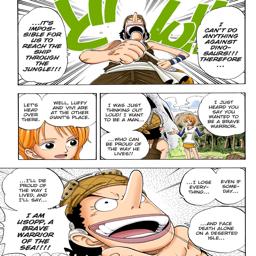 I CAN'T DO ANYTHING AGAINST DINO-SAURS!!! THEREFORE...
...IT'S IMPOS-SIBLE FOR US TO REACH THE SHIP THROUGH THE JUNGLE!!!
I JUST HEARD YOU SAY YOU WANTED TO BE A BRAVE WARRIOR.
I WAS JUST THINKING OUT LOUD! I WANT TO BE A MAN...
...WHO CAN BE PROUD OF THE WAY HE LIVES!!
WELL, LUFFY AND VIVI ARE AT THE OTHER GIANT'S PLACE.
LET'S HEAD OVER THERE.
EVEN IF SOME-DAY...
...I LOSE EVERY-THING...
...AND FACE DEATH ALONE ON A DESERTED ISLE...
...I'LL BE PROUD OF THE WAY I LIVED, AND I'LL SAY...
I AM USOPP, A BRAVE WARRIOR OF THE SEA!!!!